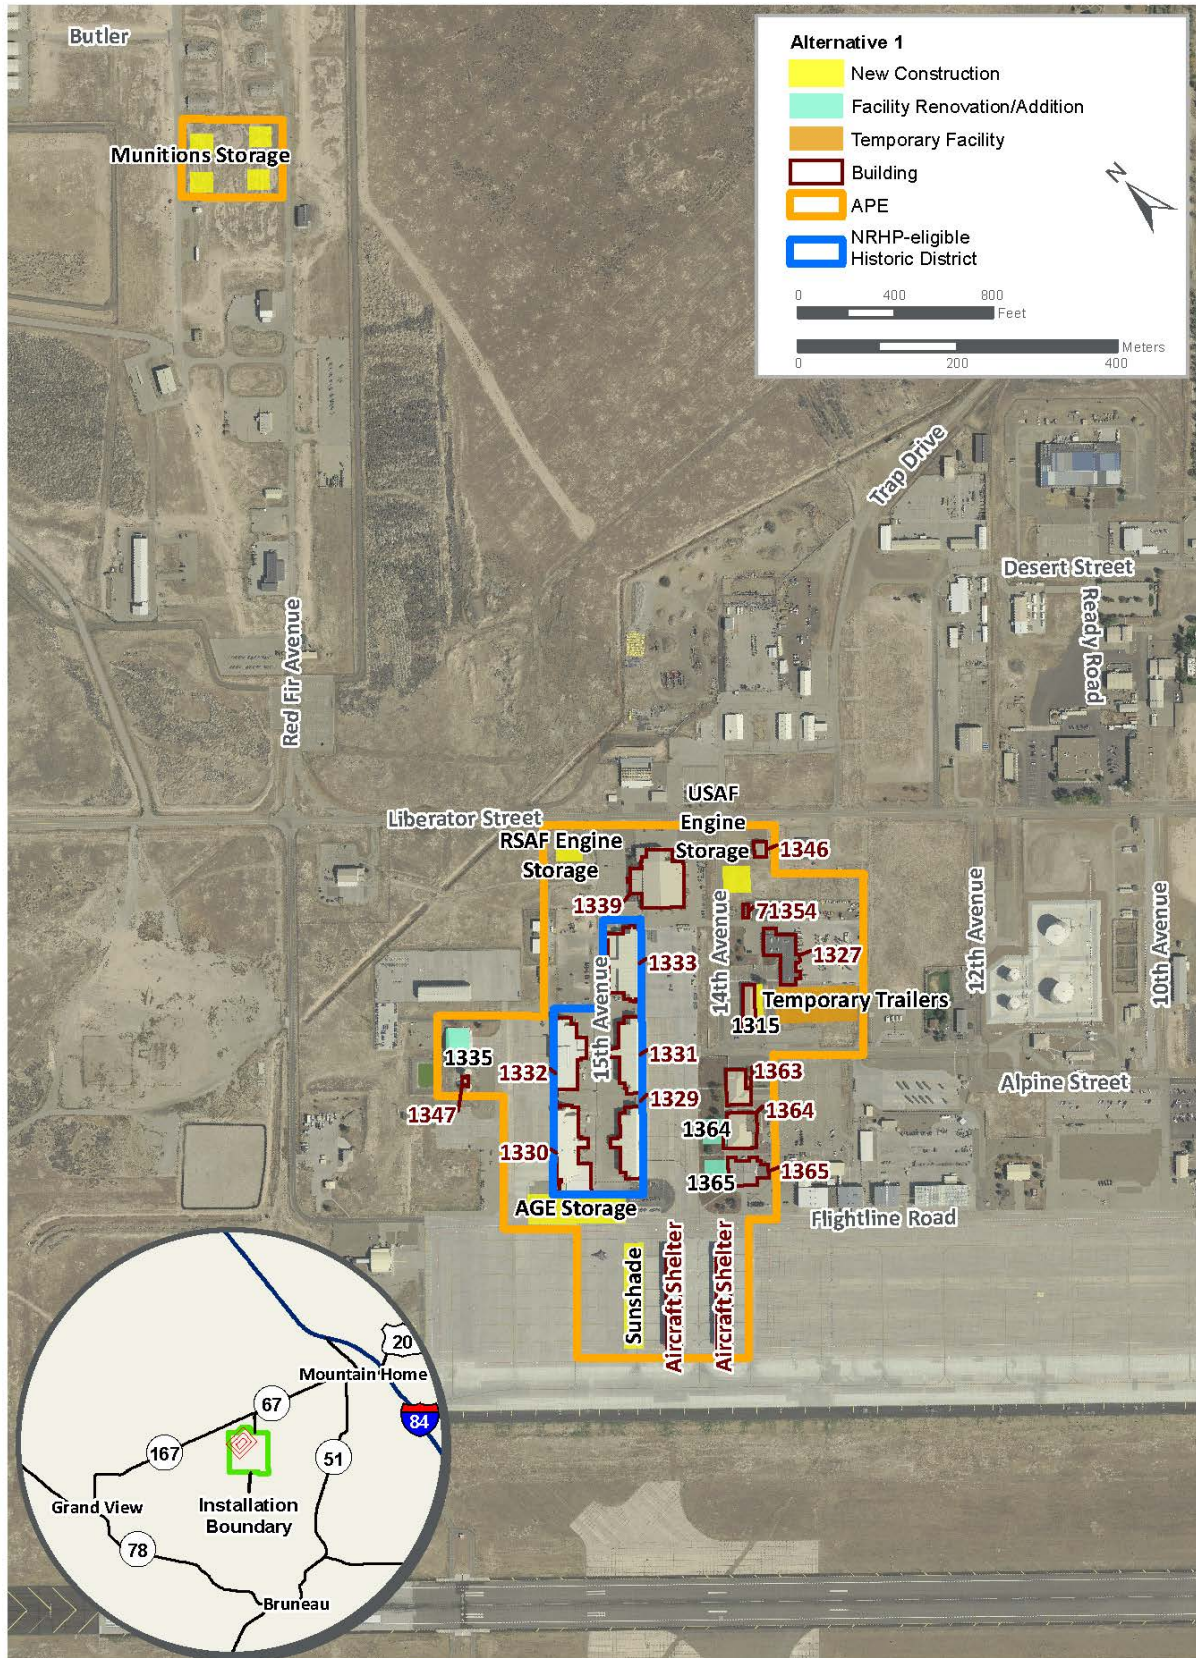 Butler
Munitions Storage
Alternative 1
New Construction
Facility Renovation/Addition
Temporary Facility
Building
APE
NRHP-eligible
Historic District
N
0 400 800
Feet
Meters
0 200 400
Trap Drive
Desert Street
Ready Road
Red Fir Avenue
Liberator Street
USAF
Engine
Storage
RSAF Engine
Storage
1346
1339
71354
14th Avenue
12th Avenue
10th Avenue
15th Avenue
1333
1327
Temporary Trailers
1315
1335
1332
1331
1363
Alpine Street
1347
1329
1364
1364
1330
1365
1365
AGE Storage
Flightline Road
Sunshade
Aircraft Shelter
Aircraft Shelter
20
Mountain Home
67
84
167
51
Grand View
Installation
Boundary
78
Bruneau